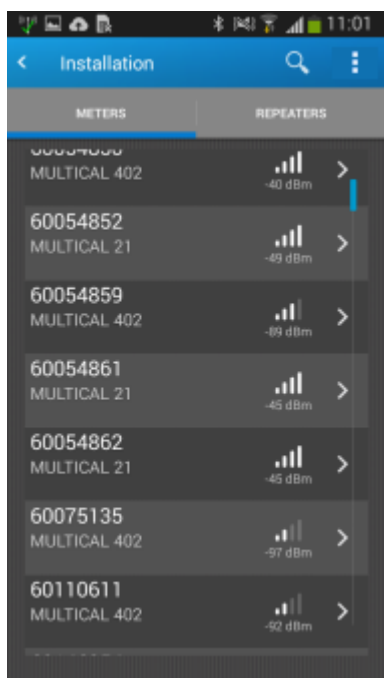 11:01
Installation
METERS
REPEATERS
MULTICAL 402
-40 dBm
60054852
MULTICAL 21
-49 dBm
60054859
MULTICAL 402
-89 dBm
60054861
MULTICAL 21
-45 dBm
60054862
MULTICAL 21
-45 dBm
60075135
MULTICAL 402
-97 dBm
60110611
MULTICAL 402
-92 dBm